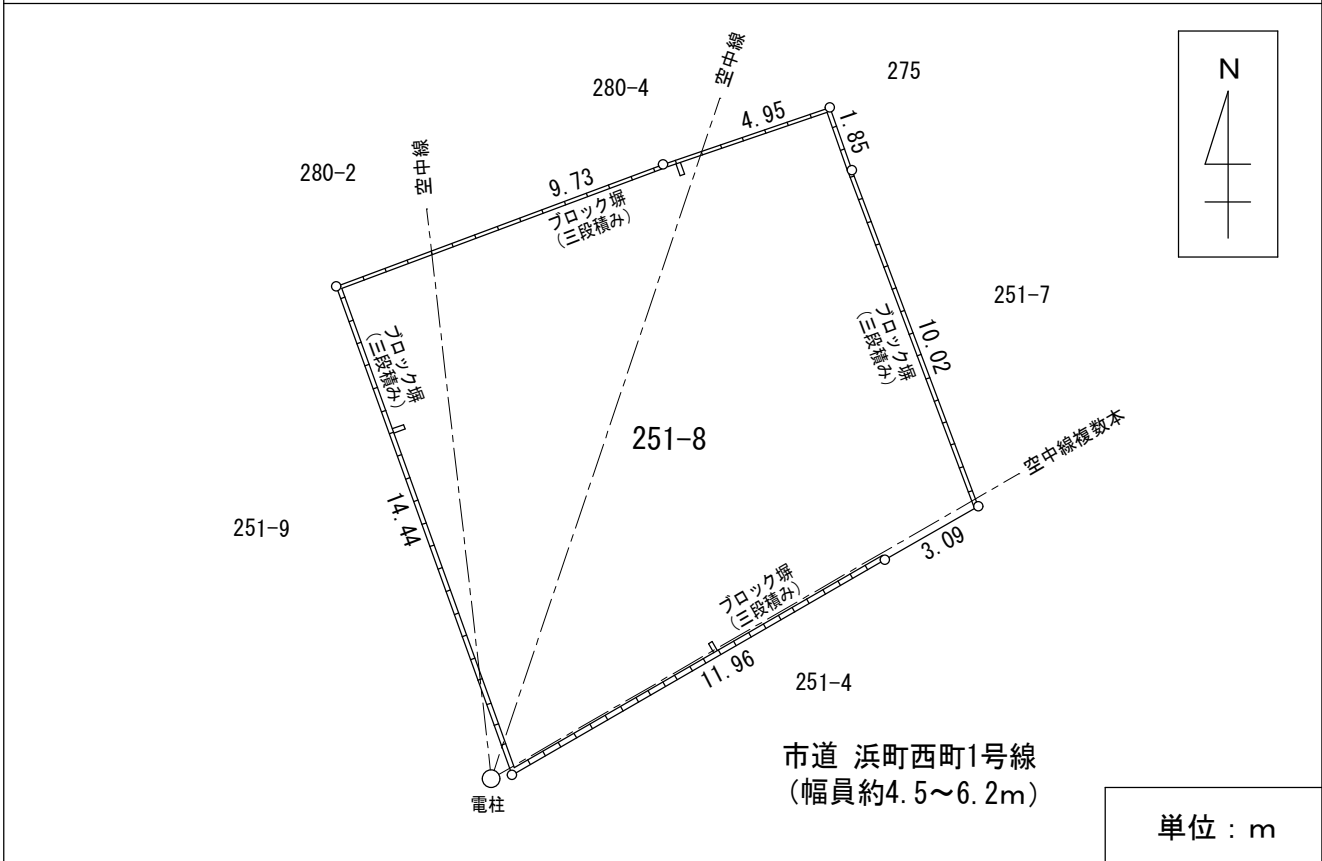 空中線
275
280-4
N
4.95
1.85
空中線
280-2
9.73
ブロック塀
(三段積み)
251-7
ブロック塀
(三段積み)
ブロック塀
(三段積み)
10.02
251-8
空中線複数本
14.44
251-9
3.09
ブロック塀
(三段積み)
11.96
251-4
市道 浜町西町1号線
(幅員約4.5～6.2m)
電柱
単位：m